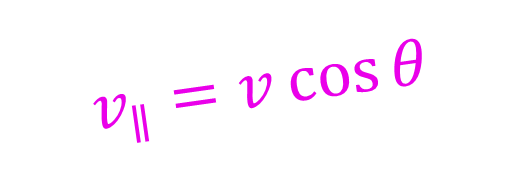 v∥ = v cos θ